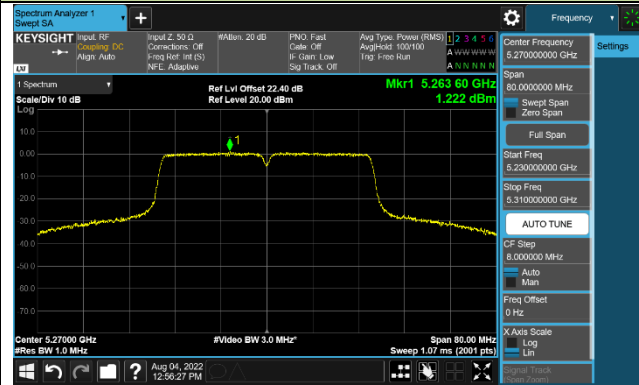 Spectrum Analyzer 1
Swept SA
Frequency
KEYSIGHT
Input: RF
Coupling: DC
Align: Auto
Input Z: 50 Ω
Corrections: Off
Freq Ref: Int (S)
NFE: Adaptive
#Atten: 20 dB
PNO: Fast
Gate: Off
IF Gain: Low
Sig Track: Off
Avg Type: Power (RMS)
Avg|Hold: 100/100
Trig: Free Run
1 2 3 4 5 6
A W W W W W
A N N N N N
LXI
1 Spectrum
Scale/Div 10 dB
Log
Ref Lvl Offset 22.40 dB
Ref Level 20.00 dBm
Mkr1 5.263 60 GHz
1.222 dBm
1
10.0
0.00
-10.0
-20.0
-30.0
-40.0
-50.0
-60.0
-70.0
Center 5.27000 GHz
#Res BW 1.0 MHz
#Video BW 3.0 MHz*
Span 80.00 MHz
Sweep 1.07 ms (2001 pts)
Aug 04, 2022
12:56:27 PM
Center Frequency
5.270000000 GHz
Span
80.0000000 MHz
Swept Span
Zero Span
Full Span
Start Freq
5.230000000 GHz
Stop Freq
5.310000000 GHz
AUTO TUNE
CF Step
8.000000 MHz
Auto
Man
Freq Offset
0 Hz
X Axis Scale
Log
Lin
Signal Track
(Span Zoom)
Settings